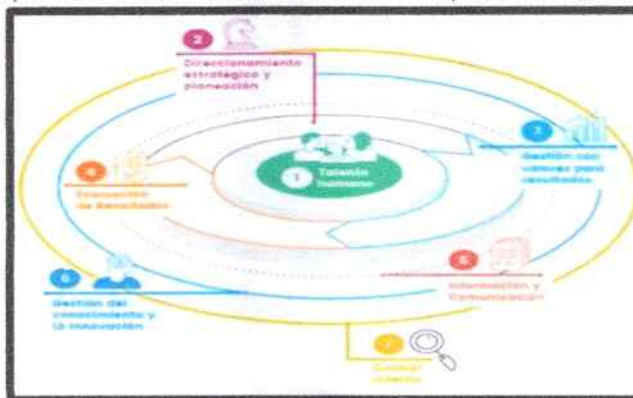 2
Direccionamiento
estratégico y
planeación
1
Talento
humano
3
Gestión con
valores para
resultados
4
Evaluación
de Resultados
5
Información y
Comunicación
6
Gestión del
conocimiento y
la innovación
7
Control
interno